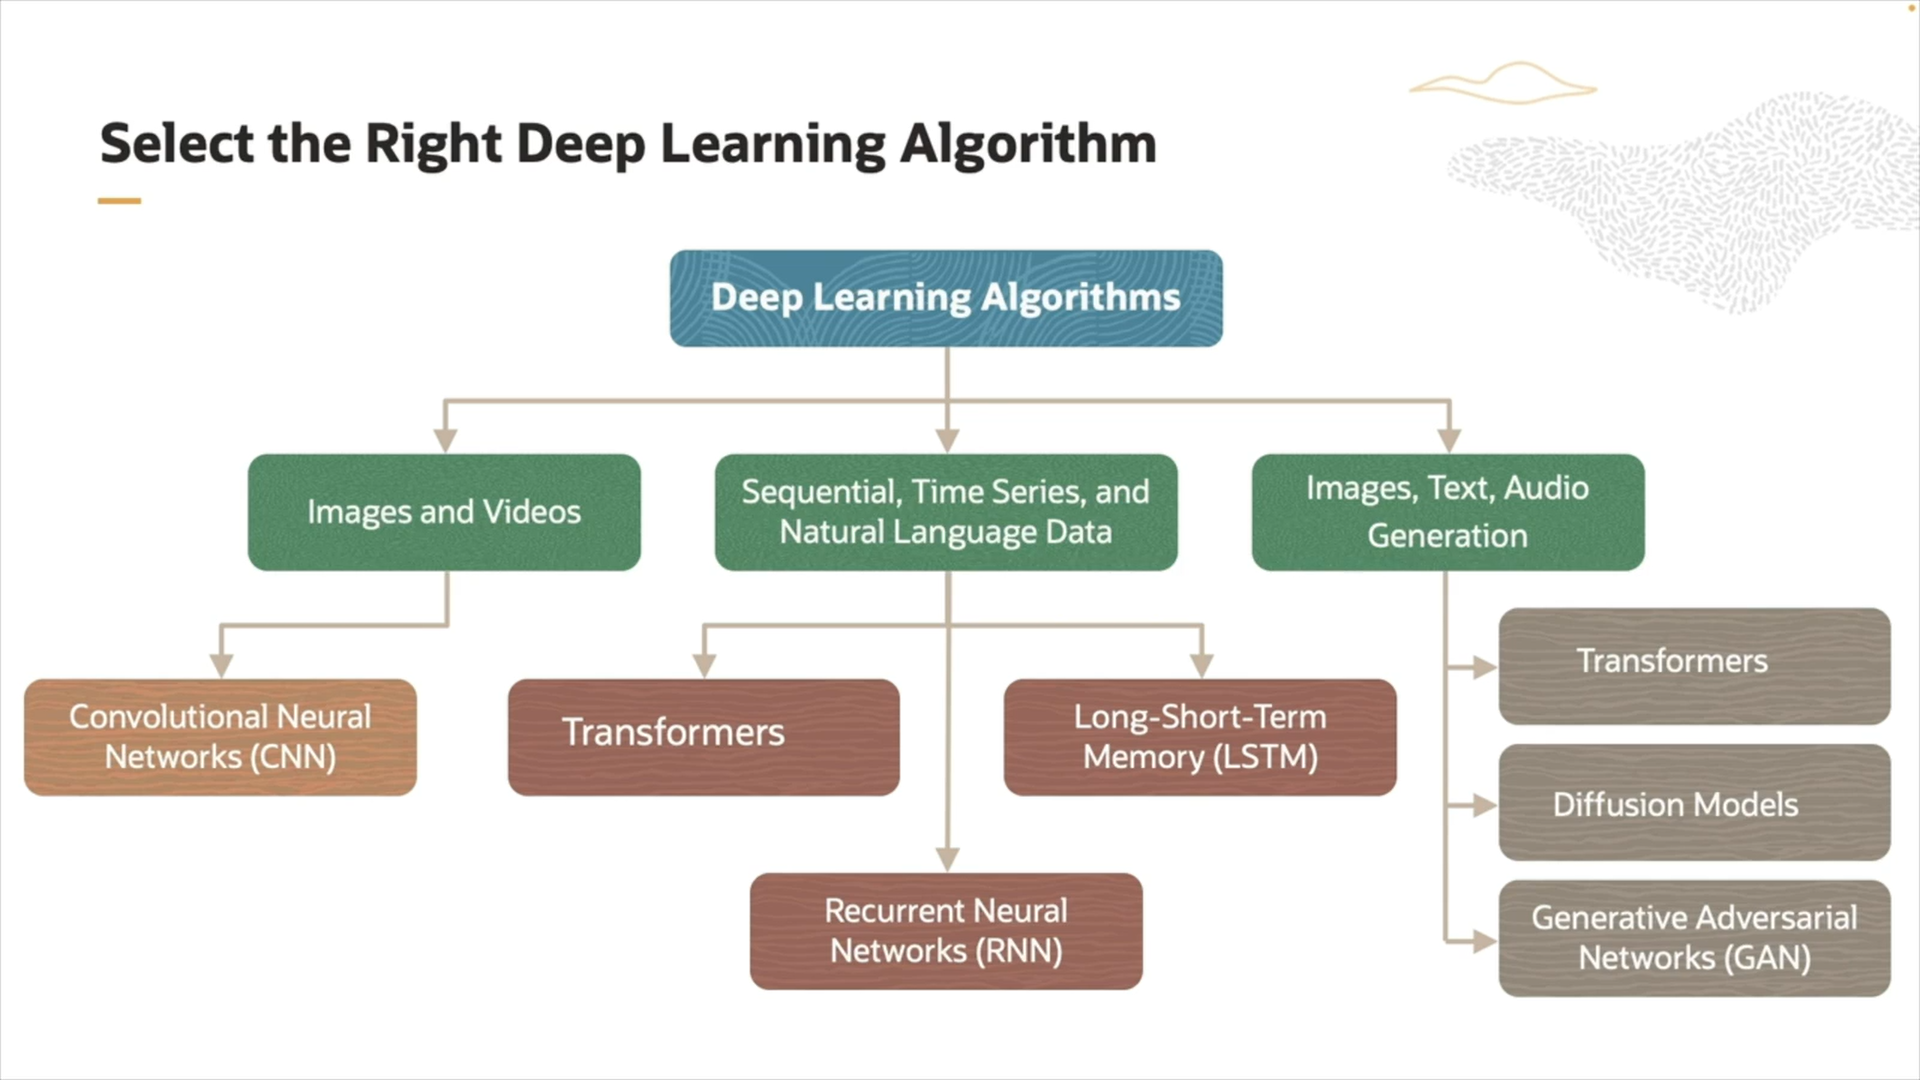 Select the Right Deep Learning Algorithm
Deep Learning Algorithms
Images and Videos
Sequential, Time Series, and
Natural Language Data
Images, Text, Audio
Generation
Convolutional Neural
Networks (CNN)
Transformers
Long-Short-Term
Memory (LSTM)
Recurrent Neural
Networks (RNN)
Transformers
Diffusion Models
Generative Adversarial
Networks (GAN)